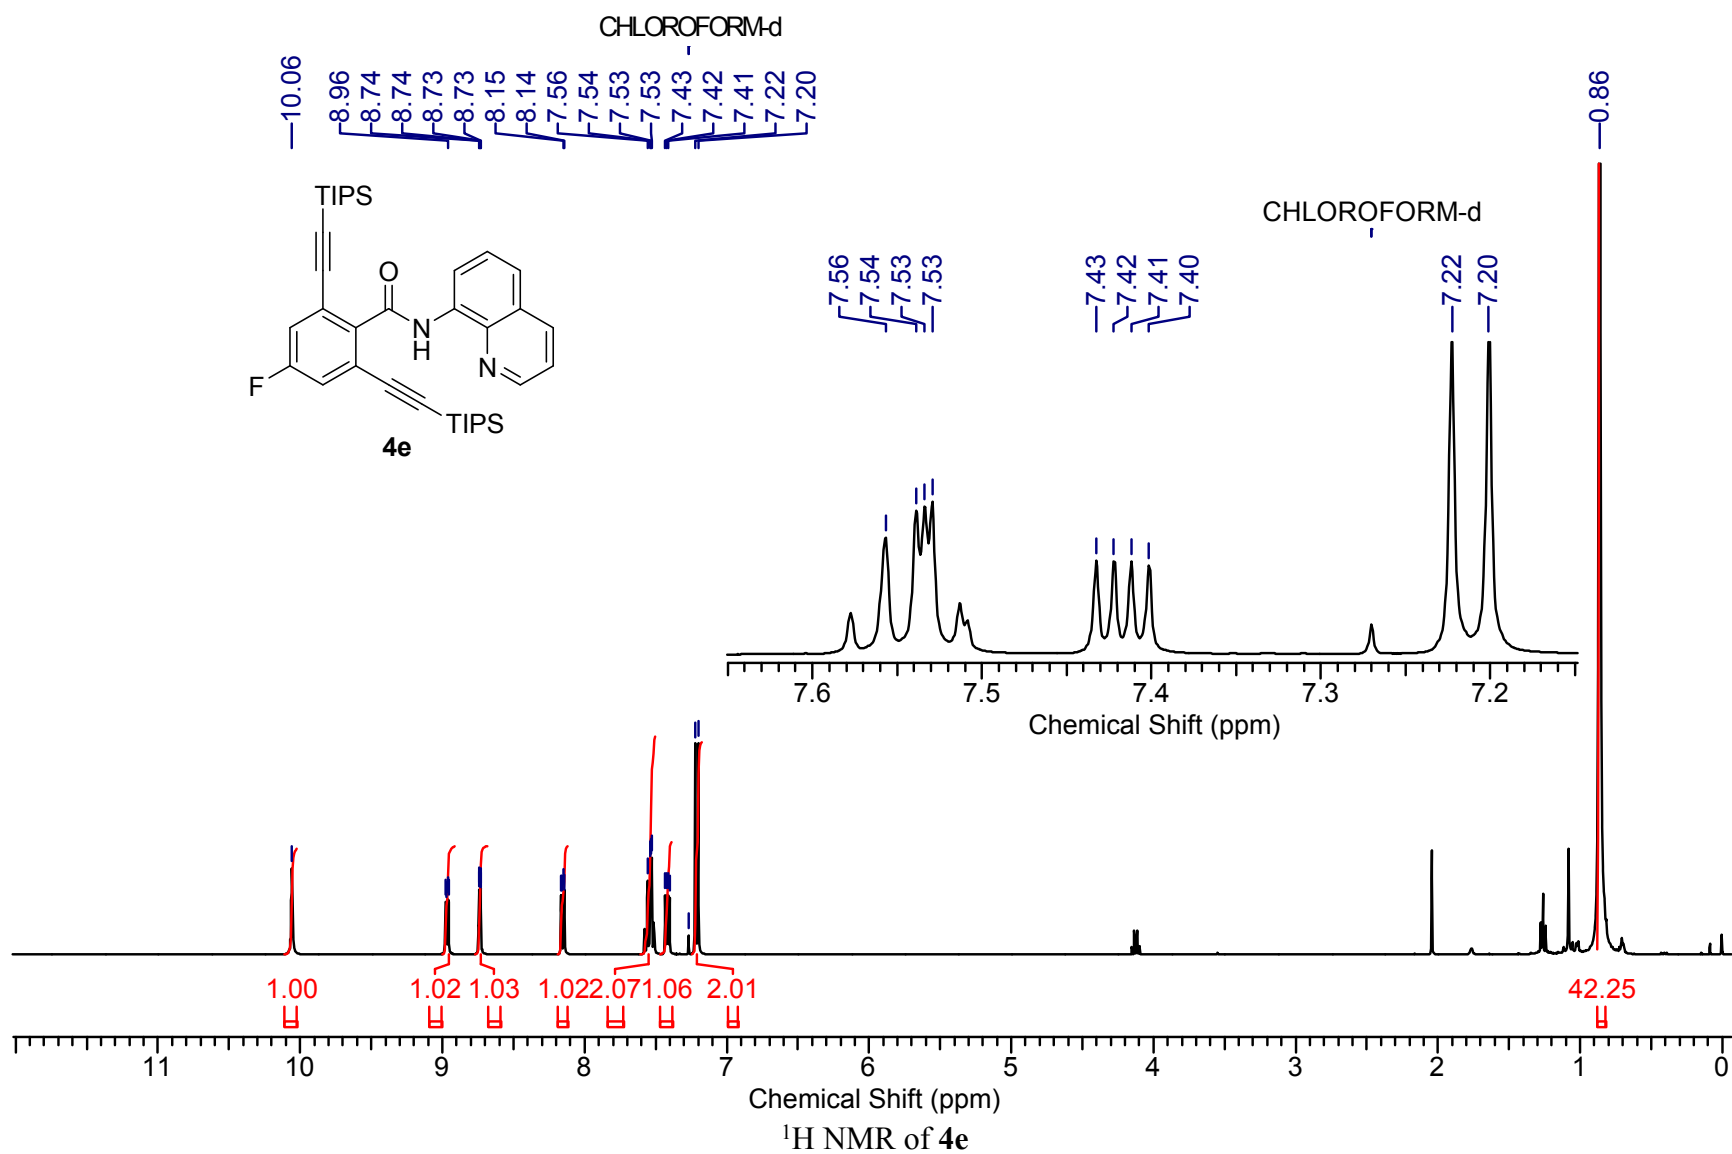 CHLOROFORM-d
10.06 8.96 8.74 8.74 8.73 8.73 8.15 8.14 7.56 7.54 7.53 7.53 7.43 7.42 7.41 7.22 7.20 0.86
TIPS
CHLOROFORM-d
7.56 7.54 7.53 7.53 7.43 7.42 7.41 7.40 7.22 7.20
O
N
H
N
F
TIPS
4e
7.6 7.5 7.4 7.3 7.2
Chemical Shift (ppm)
1.00 1.02 1.03 1.02 2.07 1.06 2.01 42.25
11 10 9 8 7 6 5 4 3 2 1 0
Chemical Shift (ppm)
¹H NMR of 4e